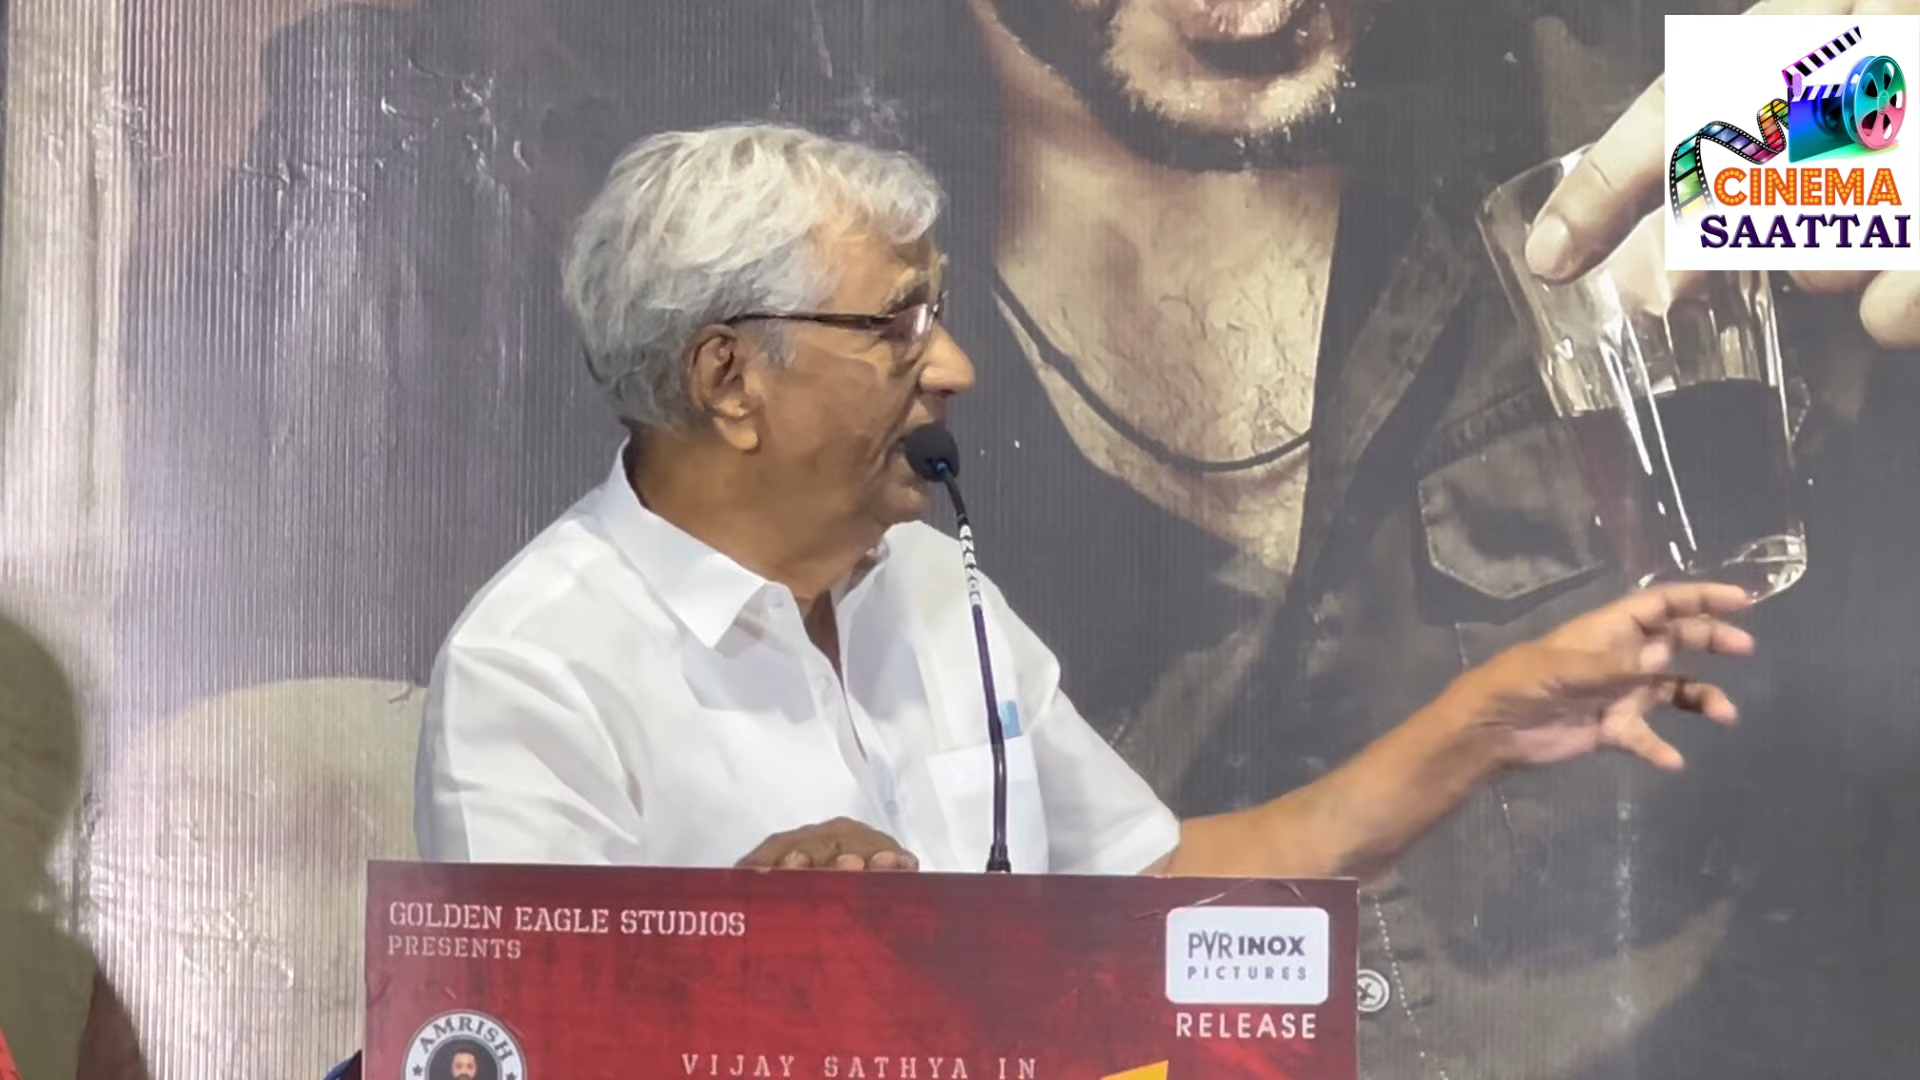 CINEMA
SAATTAI
GOLDEN EAGLE STUDIOS
PRESENTS
PVR INOX
PICTURES
RELEASE
AMRISH
VIJAY SATHYA IN